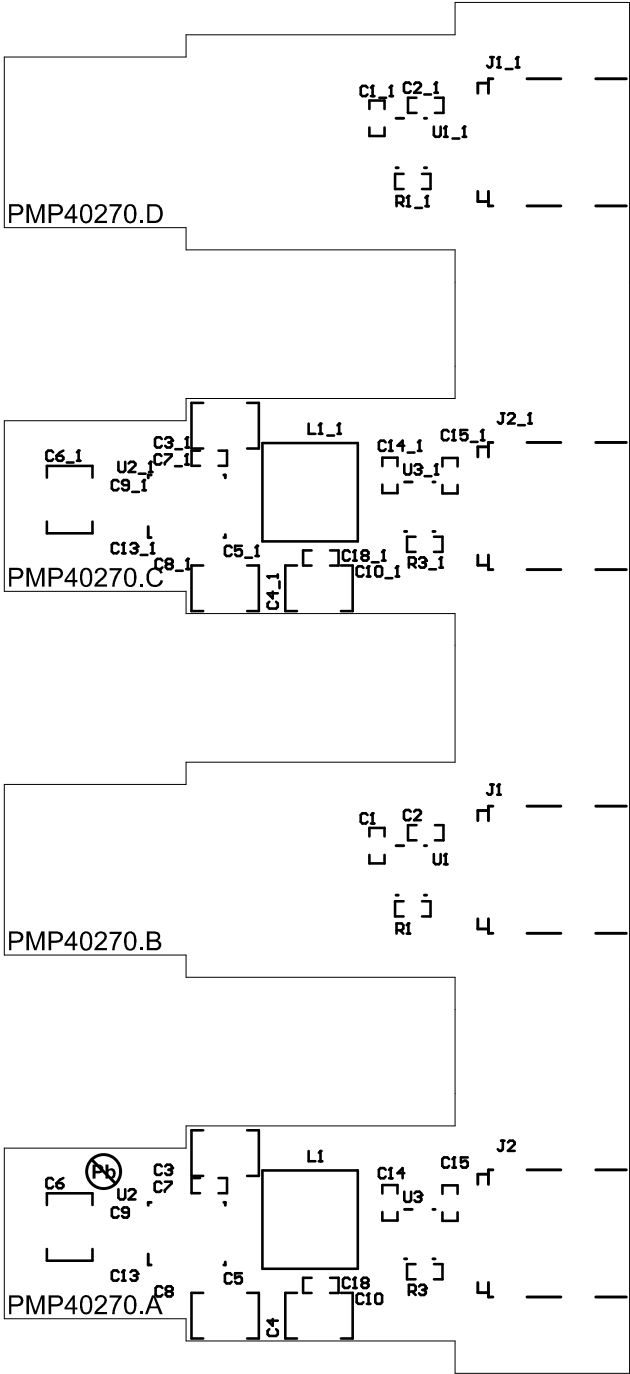 J1_1
C1_1 C2_1
U1_1
R1_1
PMP40270.D
J2_1
L1_1
C3_1
C14_1 C15_1
C6_1
U2_1 C7_1
U3_1
C9_1
C13_1
C5_1
C8_1
C18_1
R3_1
C10_1
C4_1
PMP40270.C
J1
C1 C2
U1
R1
PMP40270.B
J2
L1
Pb
C3
C14 C15
C6
C7
U2
U3
C9
C13
C5
C18
C8
R3
C10
C4
PMP40270.A